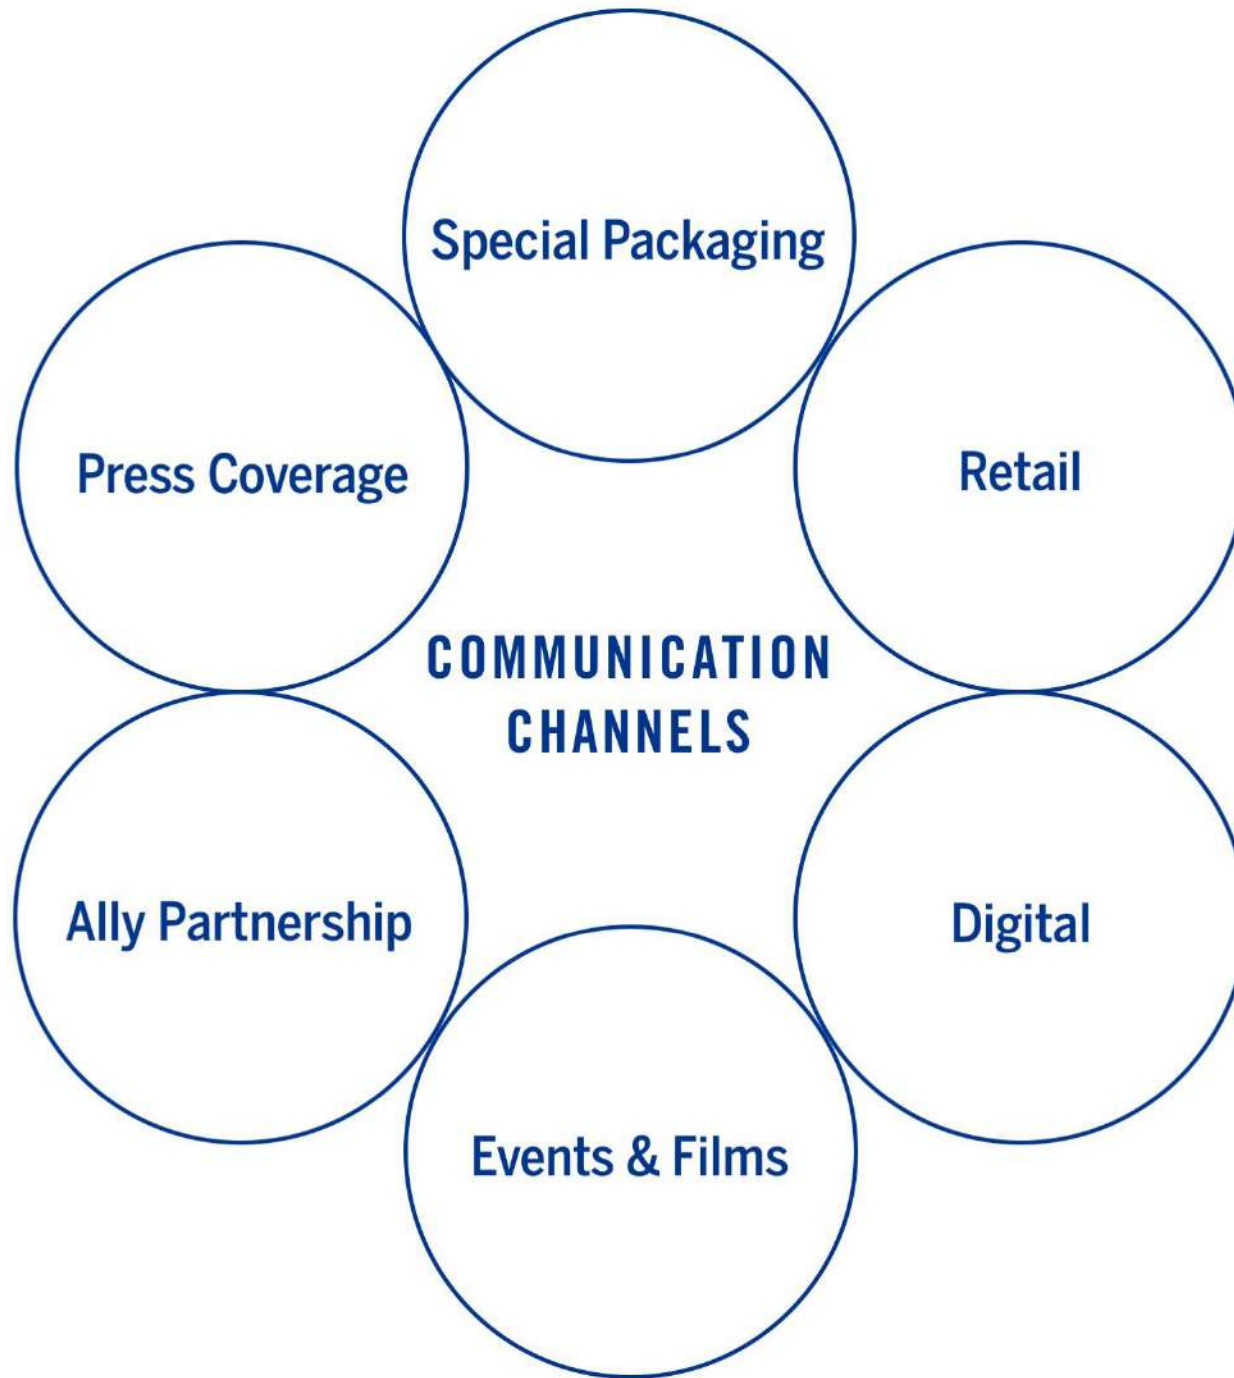 Special Packaging
Press Coverage
Retail
COMMUNICATION
CHANNELS
Ally Partnership
Digital
Events & Films